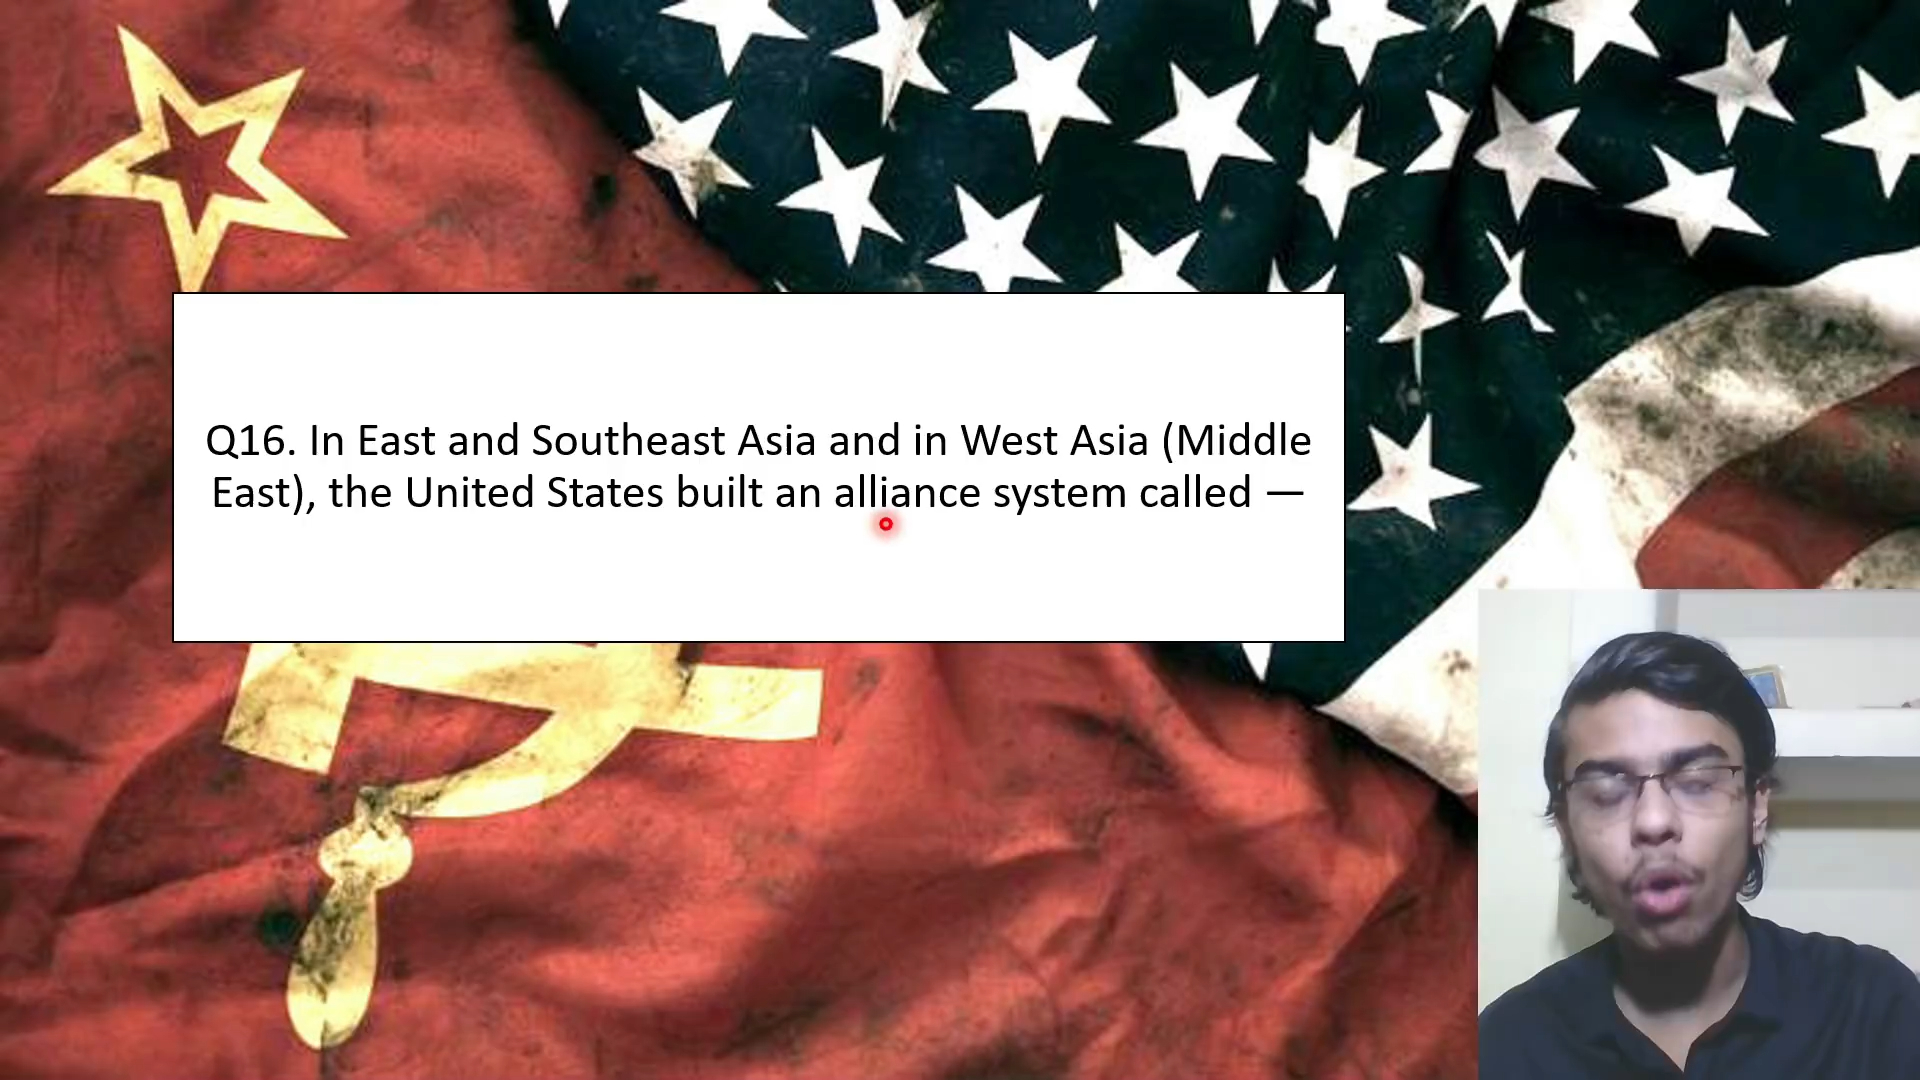 Q16. In East and Southeast Asia and in West Asia (Middle
East), the United States built an alliance system called —